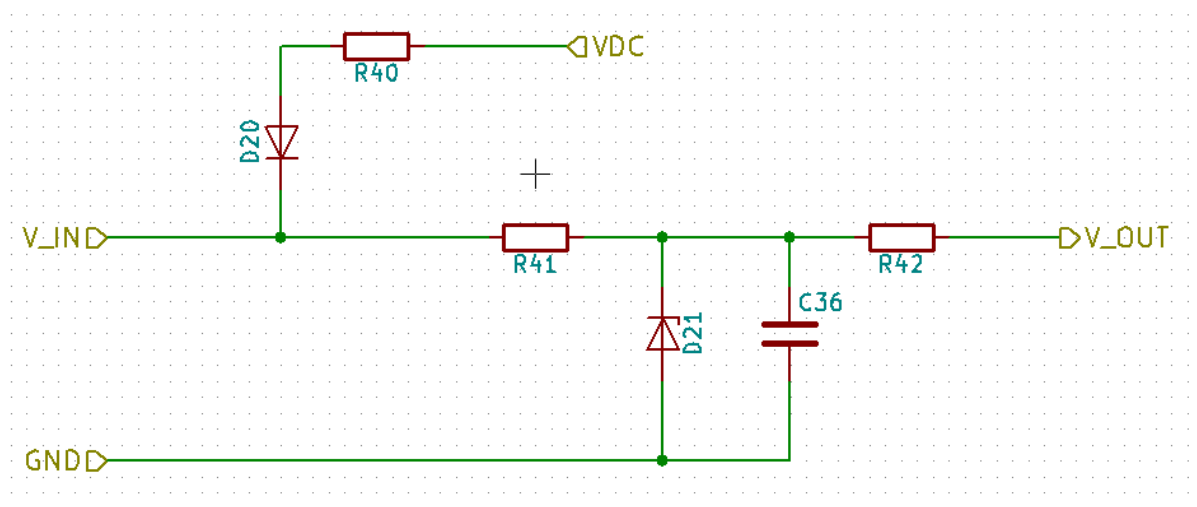 VDC
R40
D20
V_IN
R41
R42
V_OUT
C36
D21
GND